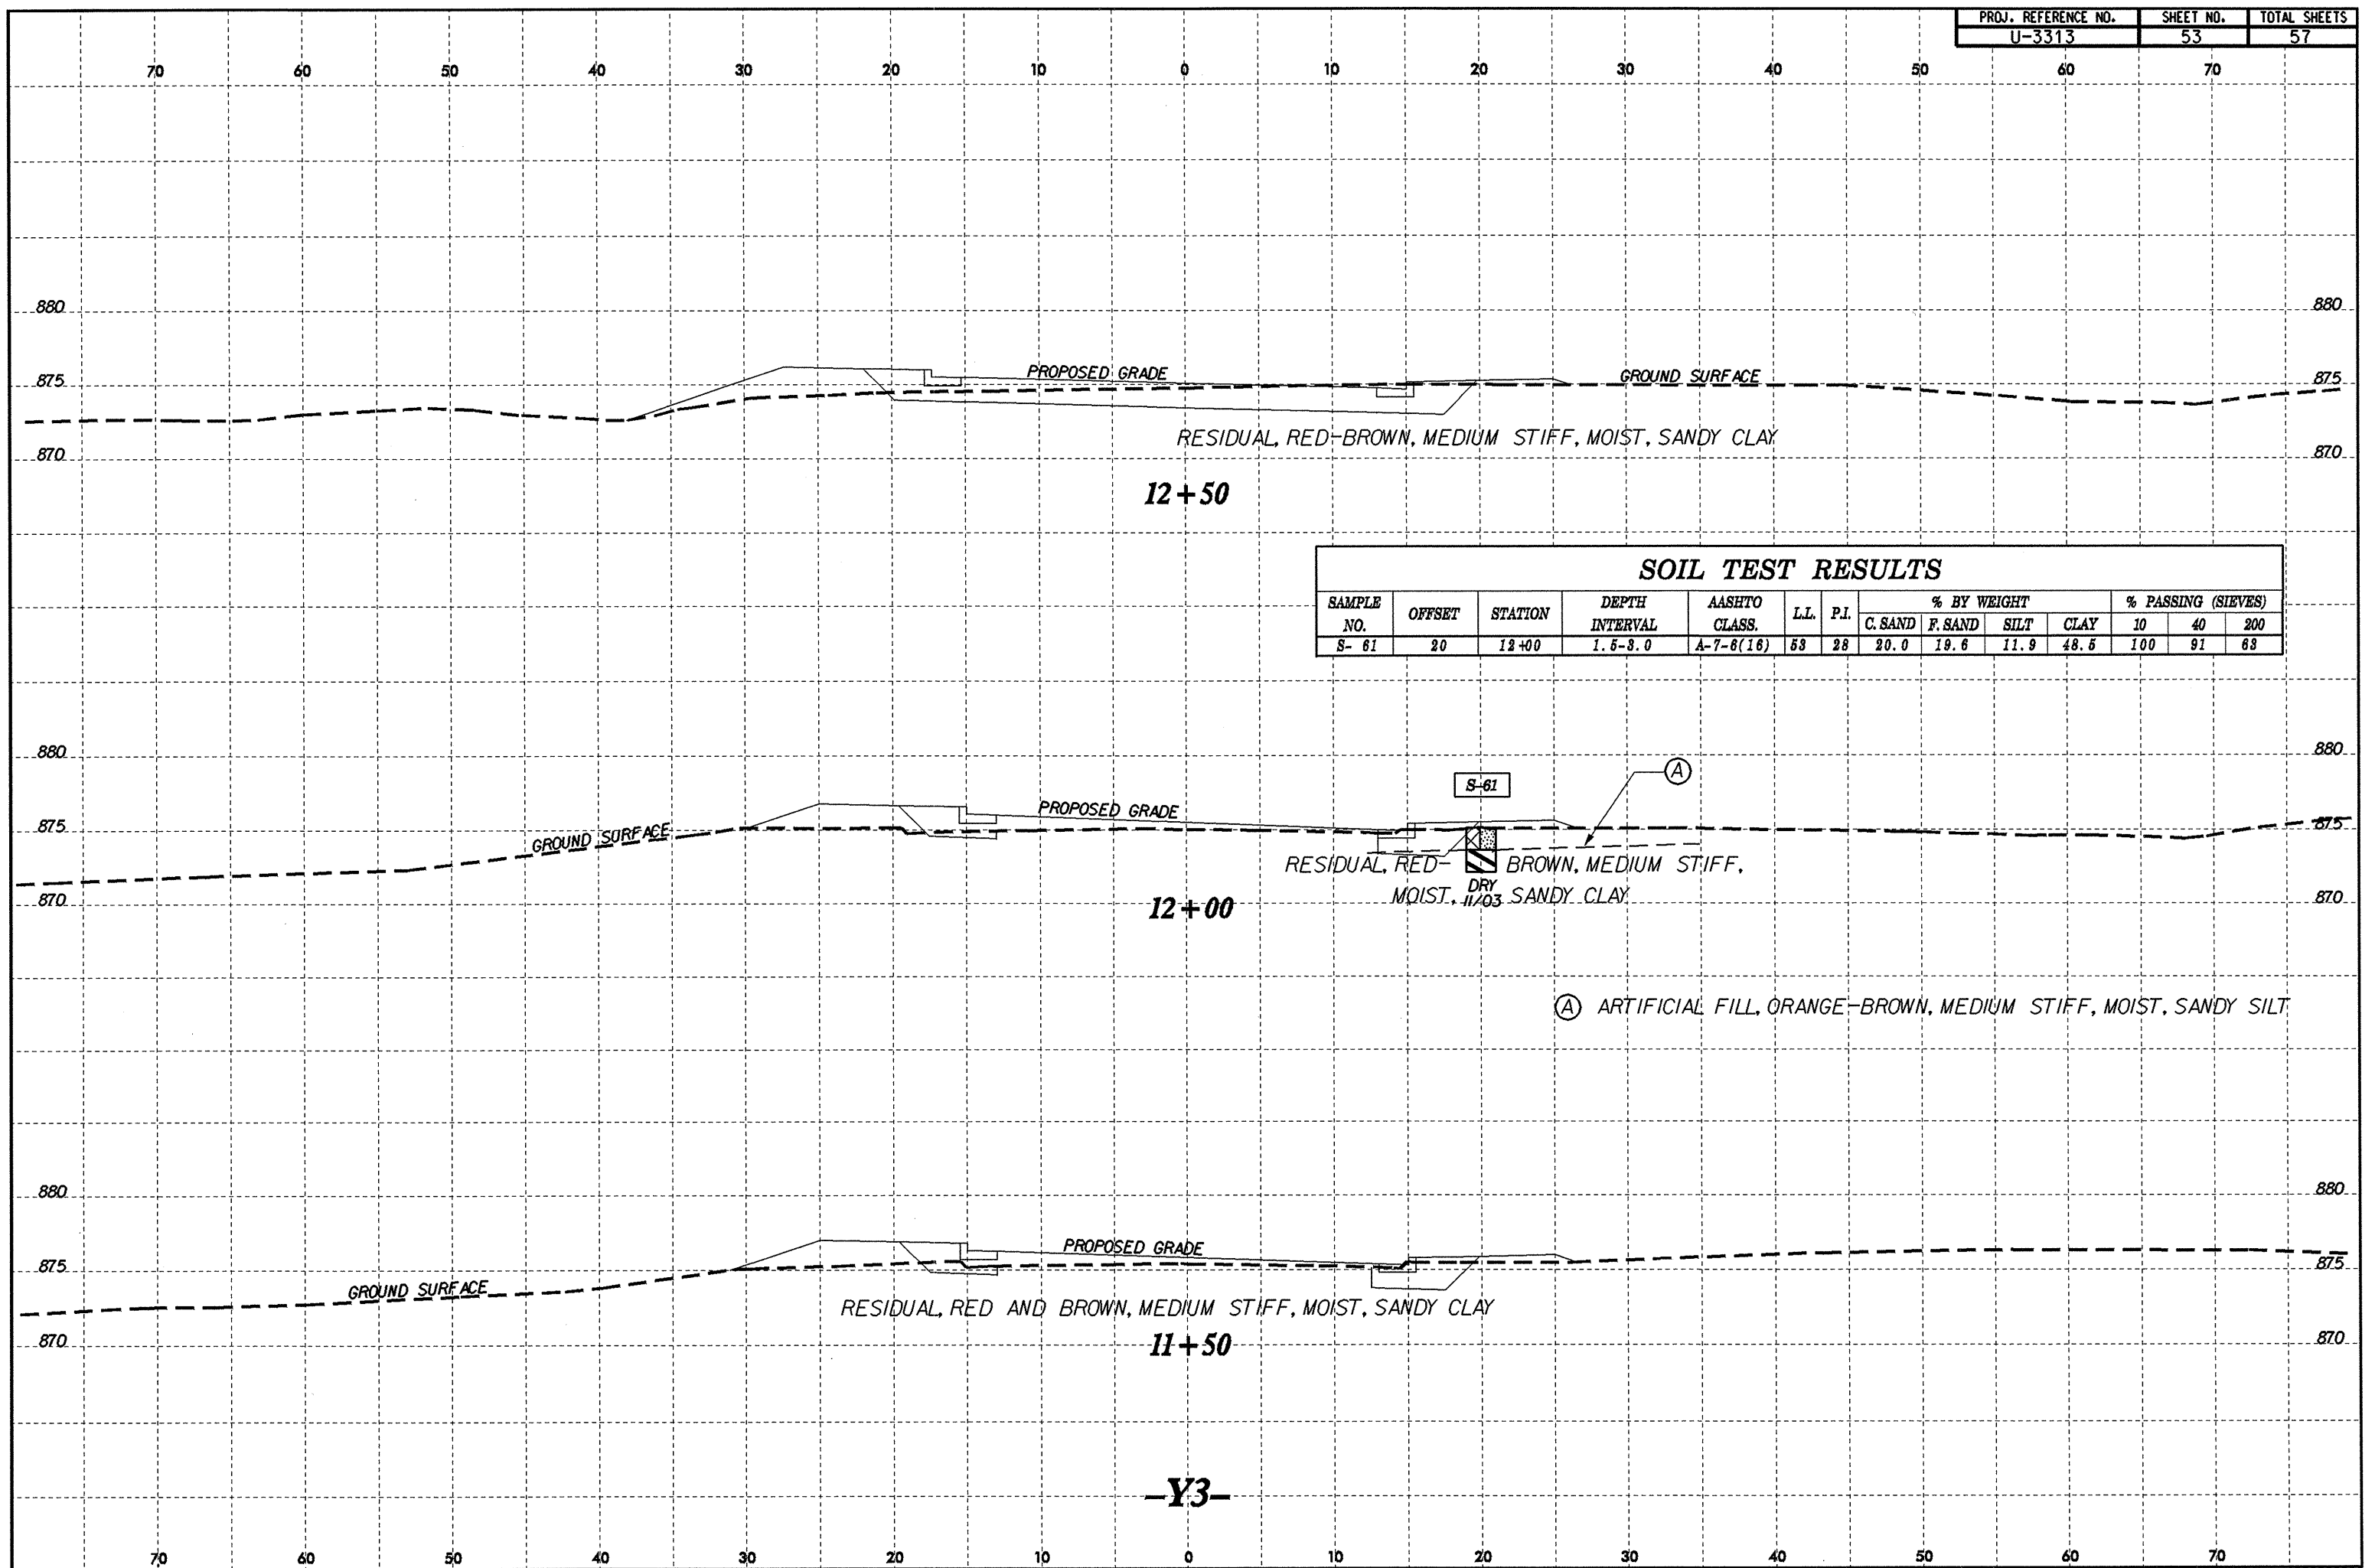 PROJ. REFERENCE NO. SHEET NO. TOTAL SHEETS
U-3313 53 57
70 60 50 40 30 20 10 0 10 20 30 40 50 60 70
880 880
PROPOSED GRADE GROUND SURFACE
875 875
RESIDUAL, RED-BROWN, MEDIUM STIFF, MOIST, SANDY CLAY
870 870
12+50
SOIL TEST RESULTS
SAMPLE NO. OFFSET STATION DEPTH INTERVAL AASHTO CLASS. L.L. P.I. % BY WEIGHT % PASSING (SIEVES)
C. SAND F. SAND SILT CLAY 10 40 200
S- 61 20 12+00 1.5-3.0 A-7-6(16) 53 28 20.0 19.6 11.9 48.5 100 91 63
880 880
S-61 A
PROPOSED GRADE
875 875
GROUND SURFACE
RESIDUAL, RED- BROWN, MEDIUM STIFF,
DRY
MOIST, 11/03 SANDY CLAY
870 870
12+00
A ARTIFICIAL FILL, ORANGE-BROWN, MEDIUM STIFF, MOIST, SANDY SILT
880 880
PROPOSED GRADE
875 875
GROUND SURFACE
RESIDUAL, RED AND BROWN, MEDIUM STIFF, MOIST, SANDY CLAY
870 870
11+50
-Y3-
70 60 50 40 30 20 10 0 10 20 30 40 50 60 70